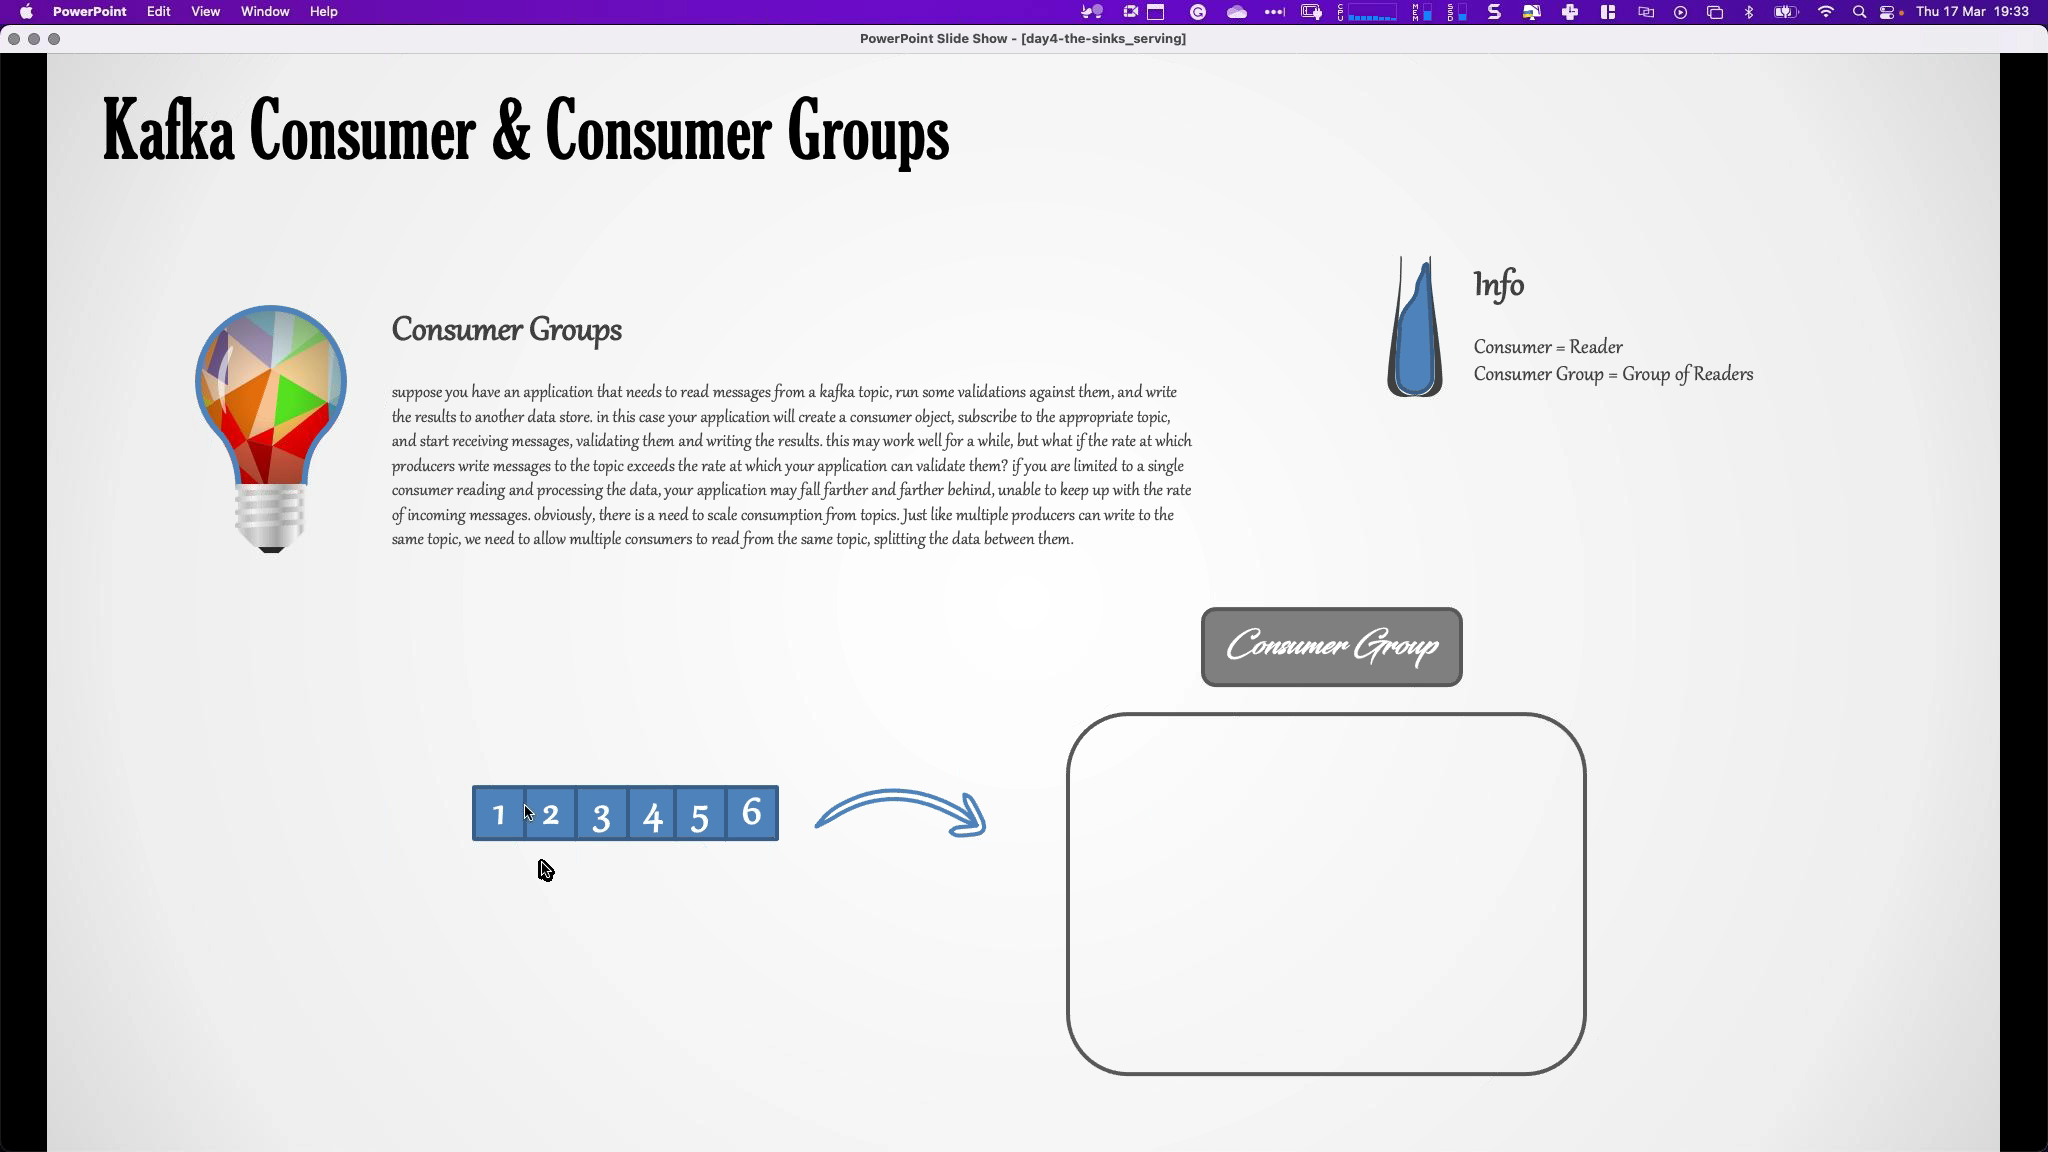 PowerPoint Edit View Window Help Thu 17 Mar 19:33
PowerPoint Slide Show - [day4-the-sinks_serving]
Kafka Consumer & Consumer Groups
Info
Consumer = Reader
Consumer Group = Group of Readers
Consumer Groups
suppose you have an application that needs to read messages from a kafka topic, run some validations against them, and write
the results to another data store. in this case your application will create a consumer object, subscribe to the appropriate topic,
and start receiving messages, validating them and writing the results. this may work well for a while, but what if the rate at which
producers write messages to the topic exceeds the rate at which your application can validate them? if you are limited to a single
consumer reading and processing the data, your application may fall farther and farther behind, unable to keep up with the rate
of incoming messages. obviously, there is a need to scale consumption from topics. Just like multiple producers can write to the
same topic, we need to allow multiple consumers to read from the same topic, splitting the data between them.
Consumer Group
1 2 3 4 5 6